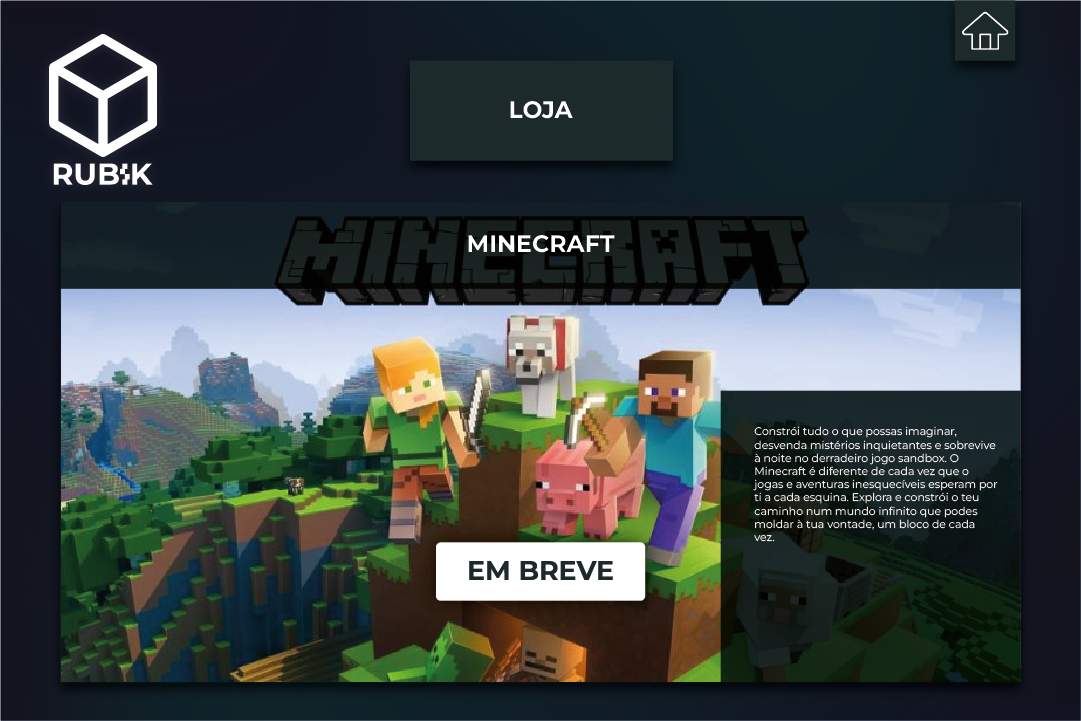 RUBIK
LOJA
MINECRAFT
MINECRAFT
Constrói tudo o que possas imaginar,
desvenda mistérios inquietantes e sobrevive
à noite no derradeiro jogo sandbox. O
Minecraft é diferente de cada vez que o
jogas e aventuras inesquecíveis esperam por
ti a cada esquina. Explora e constrói o teu
caminho num mundo infinito que podes
moldar à tua vontade, um bloco de cada
vez.
EM BREVE